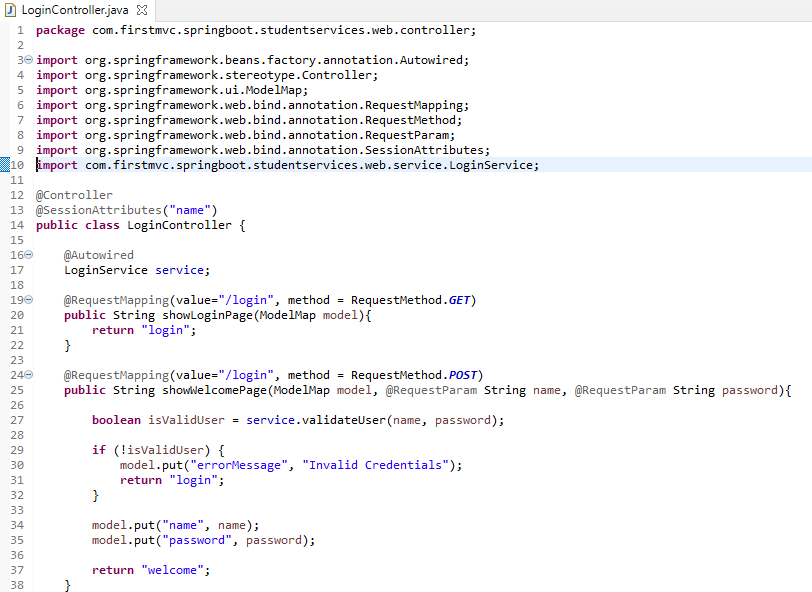 LoginController.java
1 package com.firstmvc.springboot.studentservices.web.controller;
2
3 import org.springframework.beans.factory.annotation.Autowired;
4 import org.springframework.stereotype.Controller;
5 import org.springframework.ui.ModelMap;
6 import org.springframework.web.bind.annotation.RequestMapping;
7 import org.springframework.web.bind.annotation.RequestMethod;
8 import org.springframework.web.bind.annotation.RequestParam;
9 import org.springframework.web.bind.annotation.SessionAttributes;
10 import com.firstmvc.springboot.studentservices.web.service.LoginService;
11
12 @Controller
13 @SessionAttributes("name")
14 public class LoginController {
15
16     @Autowired
17     LoginService service;
18
19     @RequestMapping(value="/login", method = RequestMethod.GET)
20     public String showLoginPage(ModelMap model){
21         return "login";
22     }
23
24     @RequestMapping(value="/login", method = RequestMethod.POST)
25     public String showWelcomePage(ModelMap model, @RequestParam String name, @RequestParam String password){
26
27         boolean isValidUser = service.validateUser(name, password);
28
29         if (!isValidUser) {
30             model.put("errorMessage", "Invalid Credentials");
31             return "login";
32         }
33
34         model.put("name", name);
35         model.put("password", password);
36
37         return "welcome";
38     }